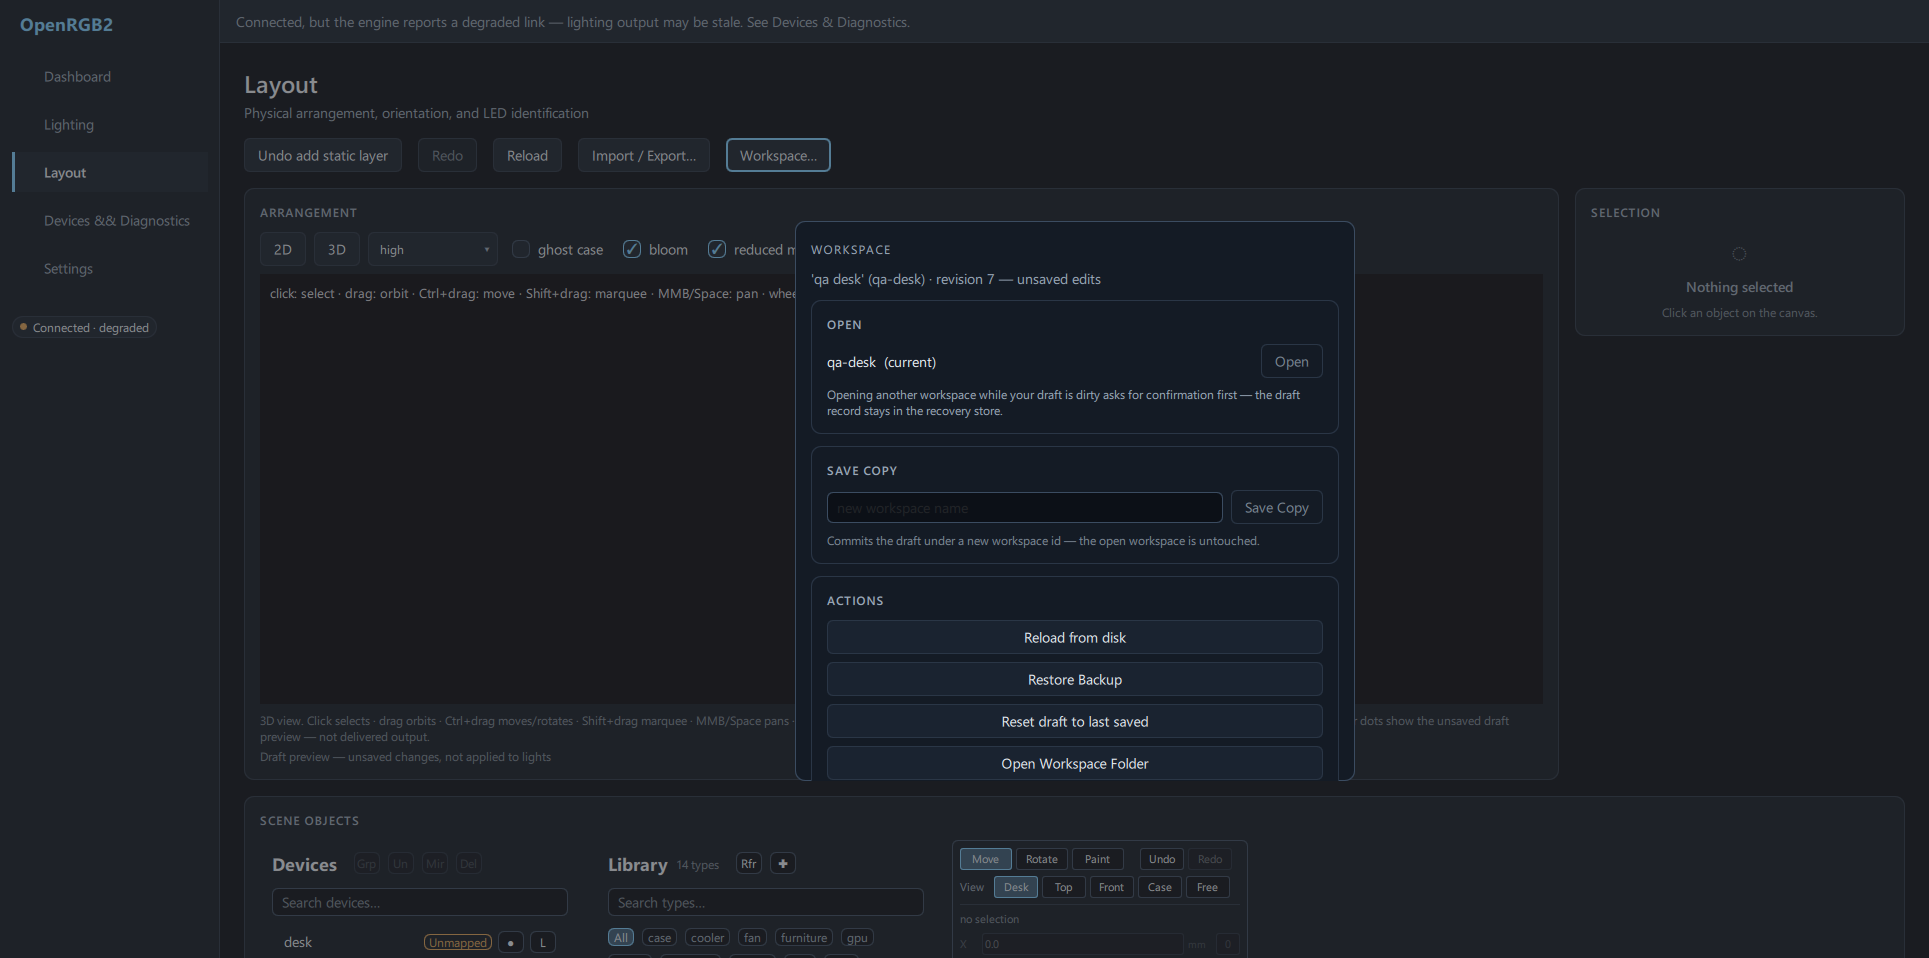 OpenRGB2
Connected, but the engine reports a degraded link — lighting output may be stale. See Devices & Diagnostics.
Dashboard
Lighting
Layout
Devices && Diagnostics
Settings
Connected · degraded
Layout
Physical arrangement, orientation, and LED identification
Undo add static layer
Redo
Reload
Import / Export...
Workspace...
ARRANGEMENT
2D
3D
high
ghost case
bloom
reduced m
click: select · drag: orbit · Ctrl+drag: move · Shift+drag: marquee · MMB/Space: pan · whee
3D view. Click selects · drag orbits · Ctrl+drag moves/rotates · Shift+drag marquee · MMB/Space pans ·
r dots show the unsaved draft
preview — not delivered output.
Draft preview — unsaved changes, not applied to lights
SELECTION
Nothing selected
Click an object on the canvas.
WORKSPACE
'qa desk' (qa-desk) · revision 7 — unsaved edits
OPEN
qa-desk (current)
Open
Opening another workspace while your draft is dirty asks for confirmation first — the draft
record stays in the recovery store.
SAVE COPY
new workspace name
Save Copy
Commits the draft under a new workspace id — the open workspace is untouched.
ACTIONS
Reload from disk
Restore Backup
Reset draft to last saved
Open Workspace Folder
SCENE OBJECTS
Devices
Grp
Un
Mir
Del
Search devices...
desk
Unmapped
L
Library
14 types
Rfr
Search types...
All
case
cooler
fan
furniture
gpu
Move
Rotate
Paint
Undo
Redo
View
Desk
Top
Front
Case
Free
no selection
X
0.0
mm
0